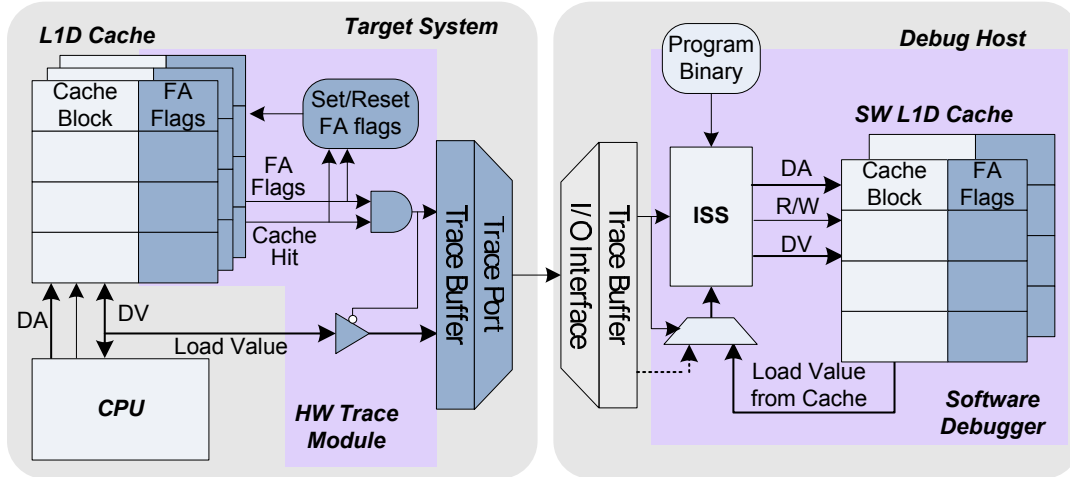 L1D Cache
Target System
Cache
Block
FA
Flags
Set/Reset
FA flags
FA
Flags
Cache
Hit
DA
DV
Load Value
CPU
HW Trace
Module
Trace Buffer
Trace Port
I/O Interface
Trace Buffer
Program
Binary
Debug Host
SW L1D Cache
ISS
DA
R/W
DV
Cache
Block
FA
Flags
Load Value
from Cache
Software
Debugger